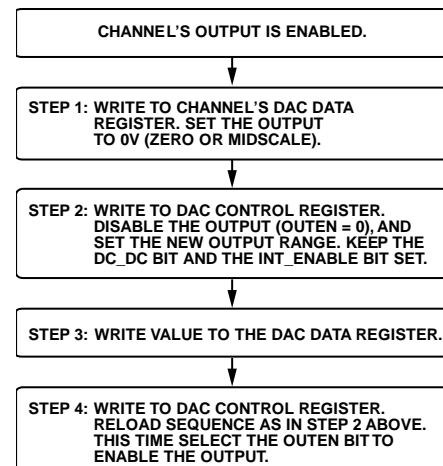 CHANNEL'S OUTPUT IS ENABLED.
STEP 1: WRITE TO CHANNEL'S DAC DATA
REGISTER. SET THE OUTPUT
TO 0V (ZERO OR MIDSCALE).
STEP 2: WRITE TO DAC CONTROL REGISTER.
DISABLE THE OUTPUT (OUTEN = 0), AND
SET THE NEW OUTPUT RANGE. KEEP THE
DC_DC BIT AND THE INT_ENABLE BIT SET.
STEP 3: WRITE VALUE TO THE DAC DATA REGISTER.
STEP 4: WRITE TO DAC CONTROL REGISTER.
RELOAD SEQUENCE AS IN STEP 2 ABOVE.
THIS TIME SELECT THE OUTEN BIT TO
ENABLE THE OUTPUT.